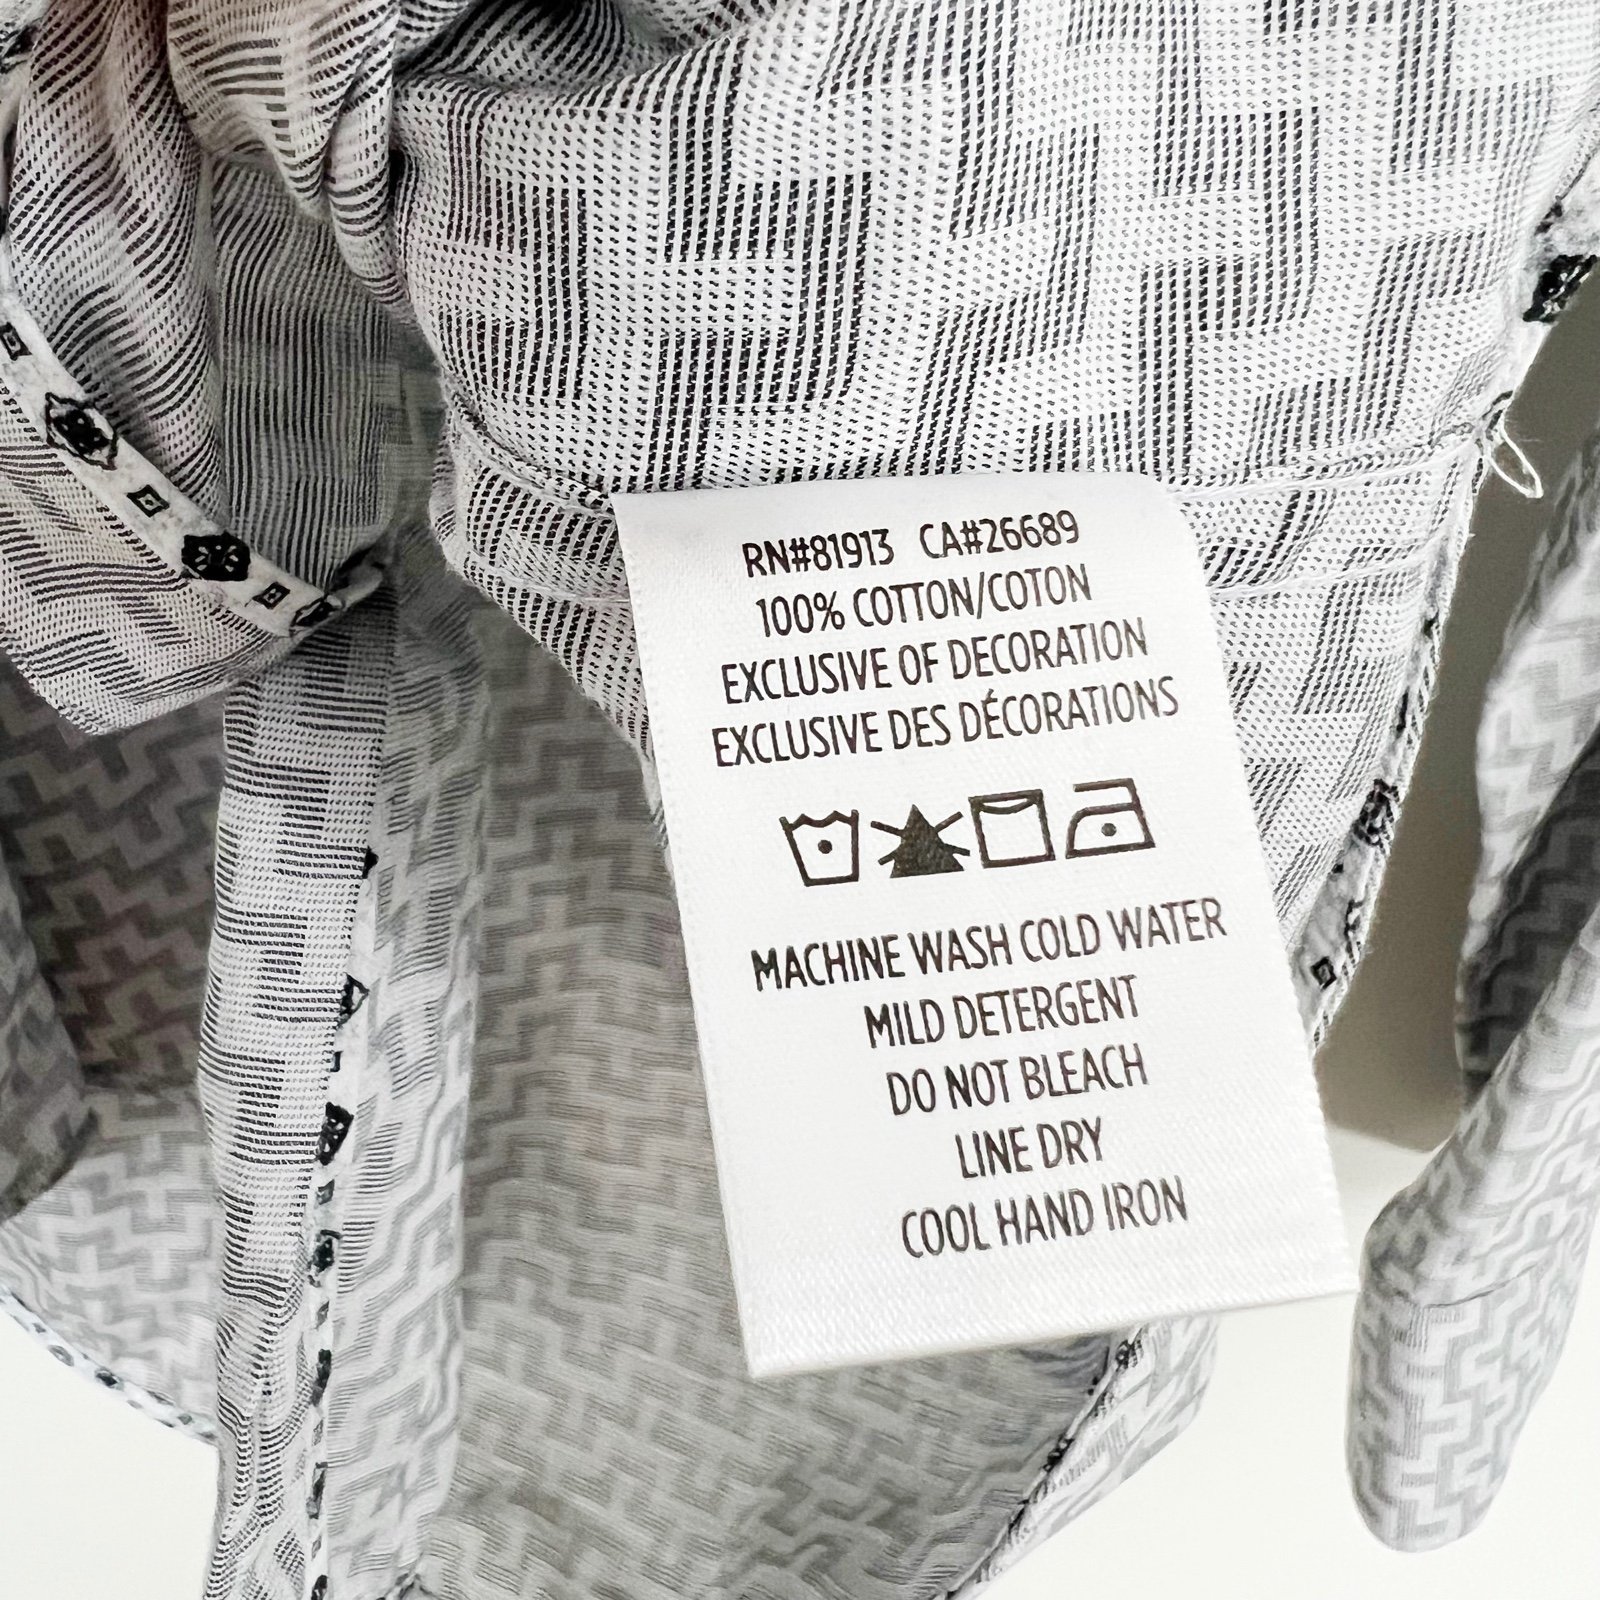 RN#81913 CA#26689
100% COTTON/COTON
EXCLUSIVE OF DECORATION
EXCLUSIVE DES DÉCORATIONS
MACHINE WASH COLD WATER
MILD DETERGENT
DO NOT BLEACH
LINE DRY
COOL HAND IRON